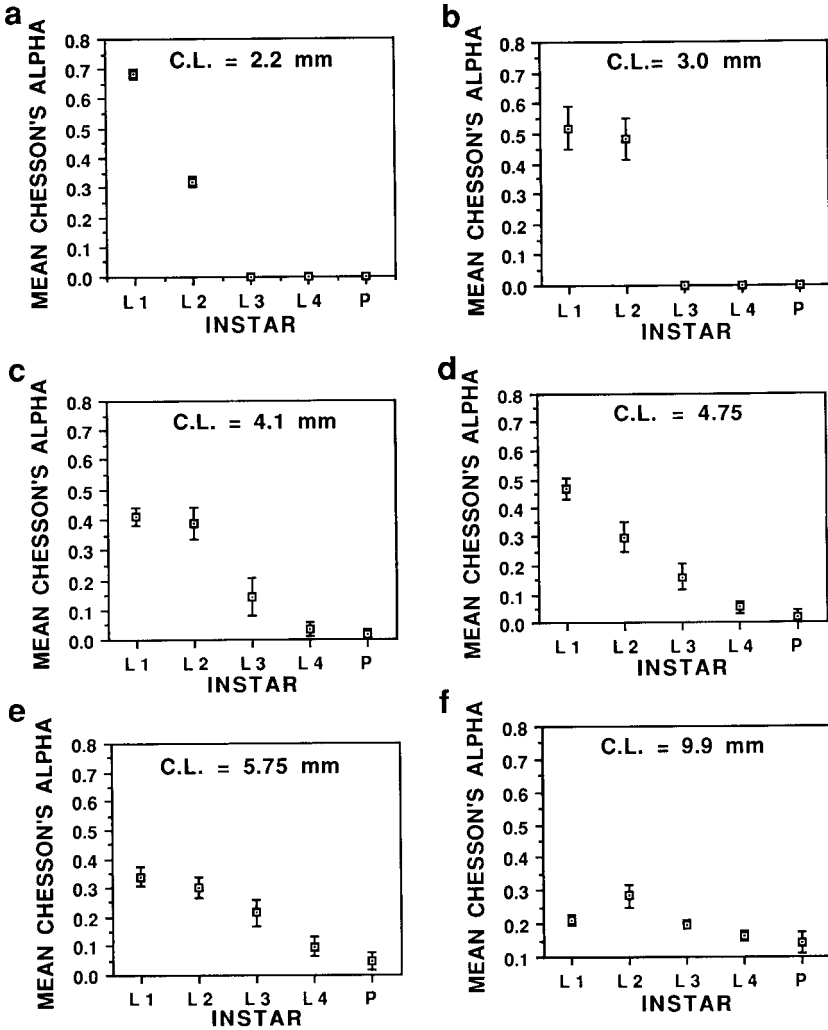 a
MEAN CHESSON'S ALPHA
0.8
0.7
0.6
0.5
0.4
0.3
0.2
0.1
0.0
C.L. = 2.2 mm
L 1 L 2 L 3 L 4 P
INSTAR
b
MEAN CHESSON'S ALPHA
0.8
0.7
0.6
0.5
0.4
0.3
0.2
0.1
0.0
C.L.= 3.0 mm
L 1 L 2 L 3 L 4 P
INSTAR
c
MEAN CHESSON'S ALPHA
0.8
0.7
0.6
0.5
0.4
0.3
0.2
0.1
0.0
C.L. = 4.1 mm
L 1 L 2 L 3 L 4 P
INSTAR
d
MEAN CHESSON'S ALPHA
0.8
0.7
0.6
0.5
0.4
0.3
0.2
0.1
0.0
C.L. = 4.75
L 1 L 2 L 3 L 4 P
INSTAR
e
MEAN CHESSON'S ALPHA
0.8
0.7
0.6
0.5
0.4
0.3
0.2
0.1
0.0
C.L. = 5.75 mm
L 1 L 2 L 3 L 4 P
INSTAR
f
MEAN CHESSON'S ALPHA
0.8
0.7
0.6
0.5
0.4
0.3
0.2
0.1
C.L. = 9.9 mm
L 1 L 2 L 3 L 4 P
INSTAR